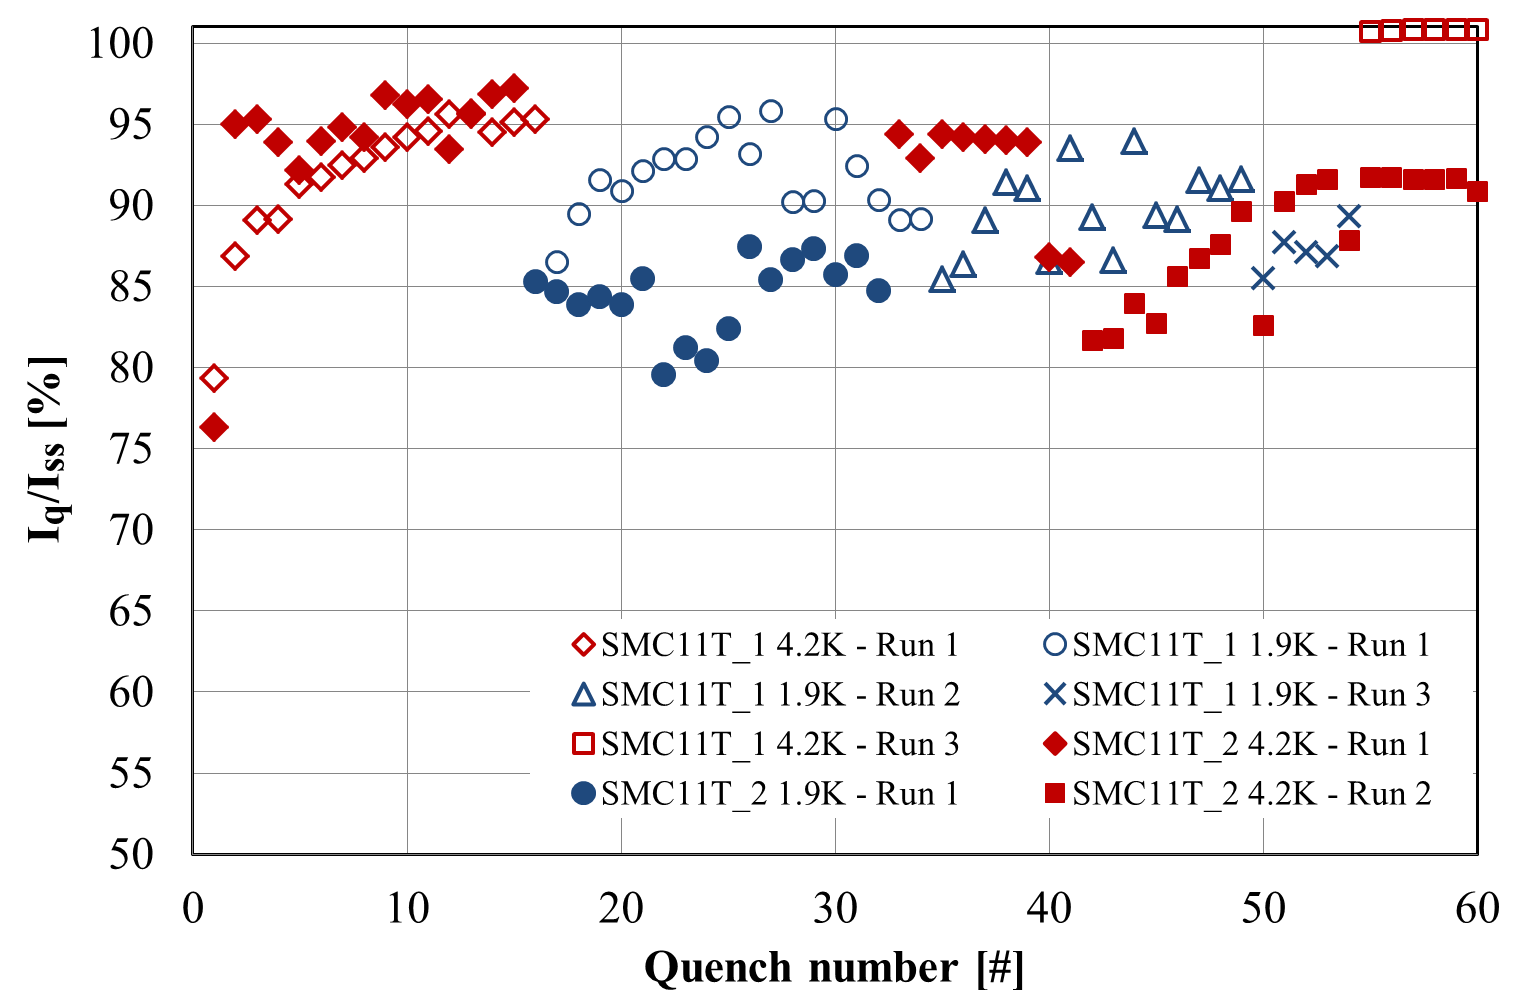 100
95
90
85
80
75
70
65
60
55
50
Iq/Iss [%]
SMC11T_1 4.2K - Run 1
SMC11T_1 1.9K - Run 1
SMC11T_1 1.9K - Run 2
SMC11T_1 1.9K - Run 3
SMC11T_1 4.2K - Run 3
SMC11T_2 4.2K - Run 1
SMC11T_2 1.9K - Run 1
SMC11T_2 4.2K - Run 2
0 10 20 30 40 50 60
Quench number [#]